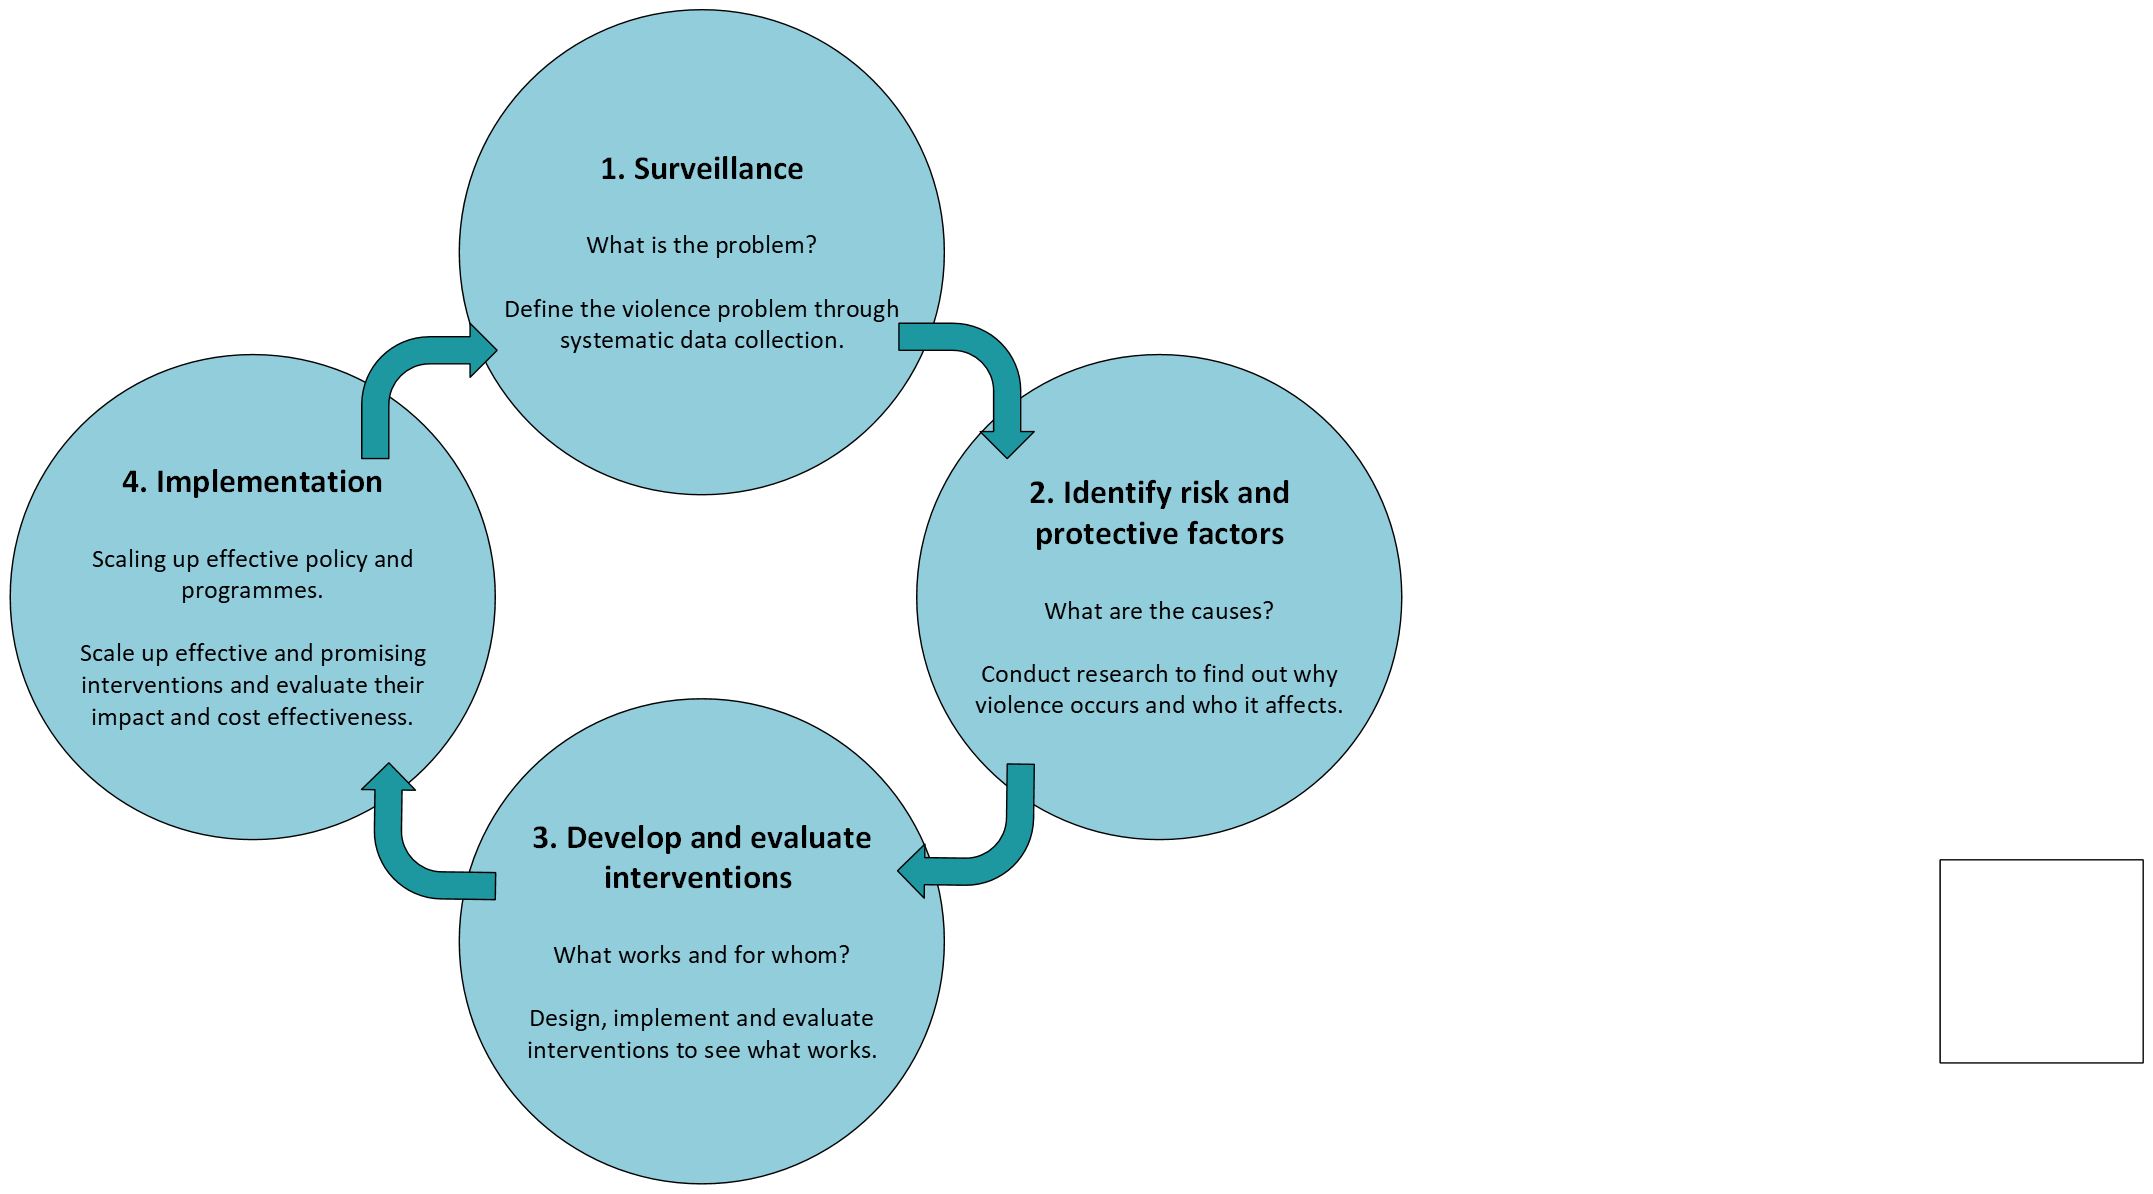 1. Surveillance
What is the problem?
Define the violence problem through
systematic data collection.
2. Identify risk and
protective factors
What are the causes?
Conduct research to find out why
violence occurs and who it affects.
3. Develop and evaluate
interventions
What works and for whom?
Design, implement and evaluate
interventions to see what works.
4. Implementation
Scaling up effective policy and
programmes.
Scale up effective and promising
interventions and evaluate their
impact and cost effectiveness.